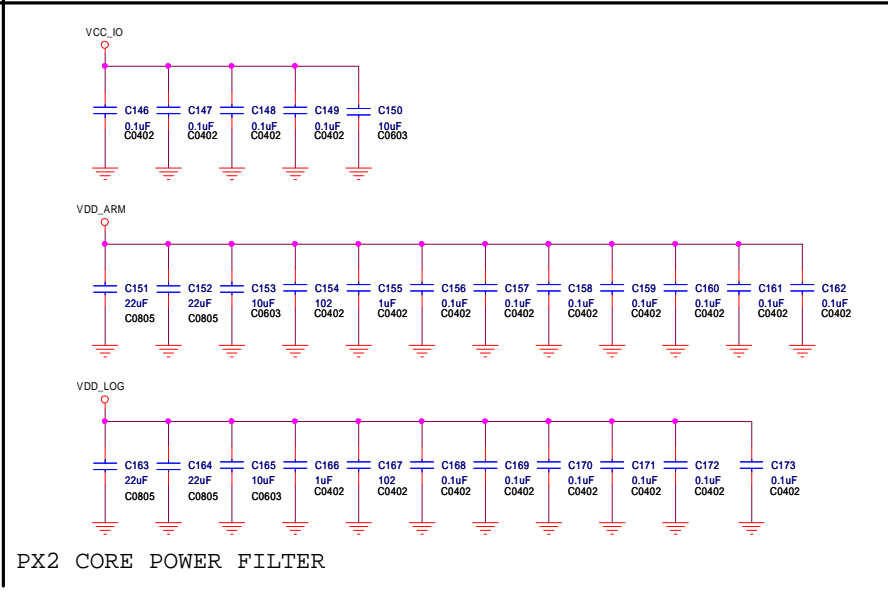 VCC_IO
C146 C147 C148 C149 C150
0.1uF 0.1uF 0.1uF 0.1uF 10uF
C0402 C0402 C0402 C0402 C0603
VDD_ARM
C151 C152 C153 C154 C155 C156 C157 C158 C159 C160 C161 C162
22uF 22uF 10uF 102 1uF 0.1uF 0.1uF 0.1uF 0.1uF 0.1uF 0.1uF 0.1uF
C0805 C0805 C0603 C0402 C0402 C0402 C0402 C0402 C0402 C0402 C0402 C0402
VDD_LOG
C163 C164 C165 C166 C167 C168 C169 C170 C171 C172 C173
22uF 22uF 10uF 1uF 102 0.1uF 0.1uF 0.1uF 0.1uF 0.1uF 0.1uF
C0805 C0805 C0603 C0402 C0402 C0402 C0402 C0402 C0402 C0402 C0402
PX2 CORE POWER FILTER